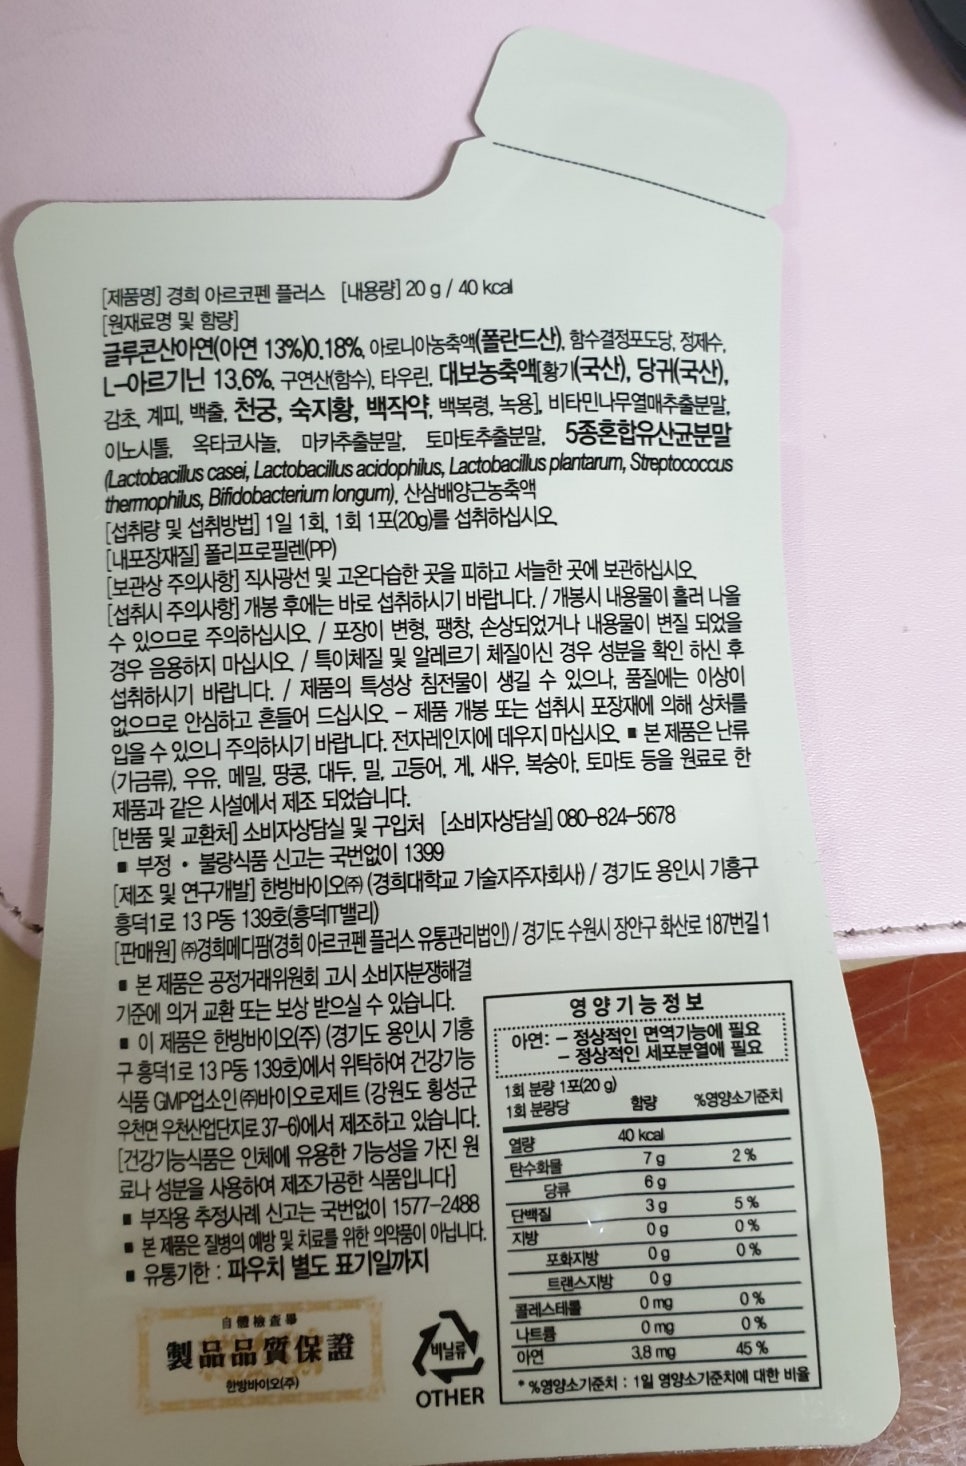 [제품명] 경희 아르코펜 플러스 [내용량] 20 g / 40 kcal
[원재료명 및 함량]
글루콘산아연(아연 13%)0.18%, 아로니아농축액(폴란드산), 함수결정포도당, 정제수,
L-아르기닌 13.6%, 구연산(함수), 타우린, 대보농축액[황기(국산), 당귀(국산),
감초, 계피, 백출, 천궁, 숙지황, 백작약, 백복령, 녹용], 비타민나무열매추출분말,
이노시톨, 옥타코사놀, 마카추출분말, 토마토추출분말, 5종혼합유산균분말
(Lactobacillus casei, Lactobacillus acidophilus, Lactobacillus plantarum, Streptococcus
thermophilus, Bifidobacterium longum), 산삼배양근농축액
[섭취량 및 섭취방법] 1일 1회, 1회 1포(20g)를 섭취하십시오.
[내포장재질] 폴리프로필렌(PP)
[보관상 주의사항] 직사광선 및 고온다습한 곳을 피하고 서늘한 곳에 보관하십시오.
[섭취시 주의사항] 개봉 후에는 바로 섭취하시기 바랍니다. / 개봉시 내용물이 흘러 나올
수 있으므로 주의하십시오. / 포장이 변형, 팽창, 손상되었거나 내용물이 변질 되었을
경우 음용하지 마십시오. / 특이체질 및 알레르기 체질이신 경우 성분을 확인 하신 후
섭취하시기 바랍니다. / 제품의 특성상 침전물이 생길 수 있으나, 품질에는 이상이
없으므로 안심하고 흔들어 드십시오. - 제품 개봉 또는 섭취시 포장재에 의해 상처를
입을 수 있으니 주의하시기 바랍니다. 전자레인지에 데우지 마십시오. ■ 본 제품은 난류
(가금류), 우유, 메밀, 땅콩, 대두, 밀, 고등어, 게, 새우, 복숭아, 토마토 등을 원료로 한
제품과 같은 시설에서 제조 되었습니다.
[반품 및 교환처] 소비자상담실 및 구입처 [소비자상담실] 080-824-5678
■ 부정 · 불량식품 신고는 국번없이 1399
[제조 및 연구개발] 한방바이오㈜ (경희대학교 기술지주자회사) / 경기도 용인시 기흥구
흥덕1로 13 P동 139호(흥덕IT밸리)
[판매원] ㈜경희메디팜(경희 아르코펜 플러스 유통관리법인) / 경기도 수원시 장안구 화산로 187번길 1
■ 본 제품은 공정거래위원회 고시 소비자분쟁해결
기준에 의거 교환 또는 보상 받으실 수 있습니다.
■ 이 제품은 한방바이오(주) (경기도 용인시 기흥
구 흥덕1로 13 P동 139호)에서 위탁하여 건강기능
식품 GMP업소인 ㈜바이오로제트 (강원도 횡성군
우천면 우천산업단지로 37-6)에서 제조하고 있습니다.
[건강기능식품은 인체에 유용한 기능성을 가진 원
료나 성분을 사용하여 제조가공한 식품입니다]
■ 부작용 추정사례 신고는 국번없이 1577-2488
■ 본 제품은 질병의 예방 및 치료를 위한 의약품이 아닙니다.
■ 유통기한 : 파우치 별도 표기일까지
영양기능정보
아연: - 정상적인 면역기능에 필요
- 정상적인 세포분열에 필요
1회 분량 1포(20 g)
1회 분량당 함량 %영양소기준치
열량 40 kcal
탄수화물 7 g 2 %
당류 6 g
단백질 3 g 5 %
지방 0 g 0 %
포화지방 0 g 0 %
트랜스지방 0 g
콜레스테롤 0 mg 0 %
나트륨 0 mg 0 %
아연 3.8 mg 45 %
* %영양소기준치 : 1일 영양소기준치에 대한 비율
自體檢査畢
製品品質保證
한방바이오(주)
비닐류
OTHER